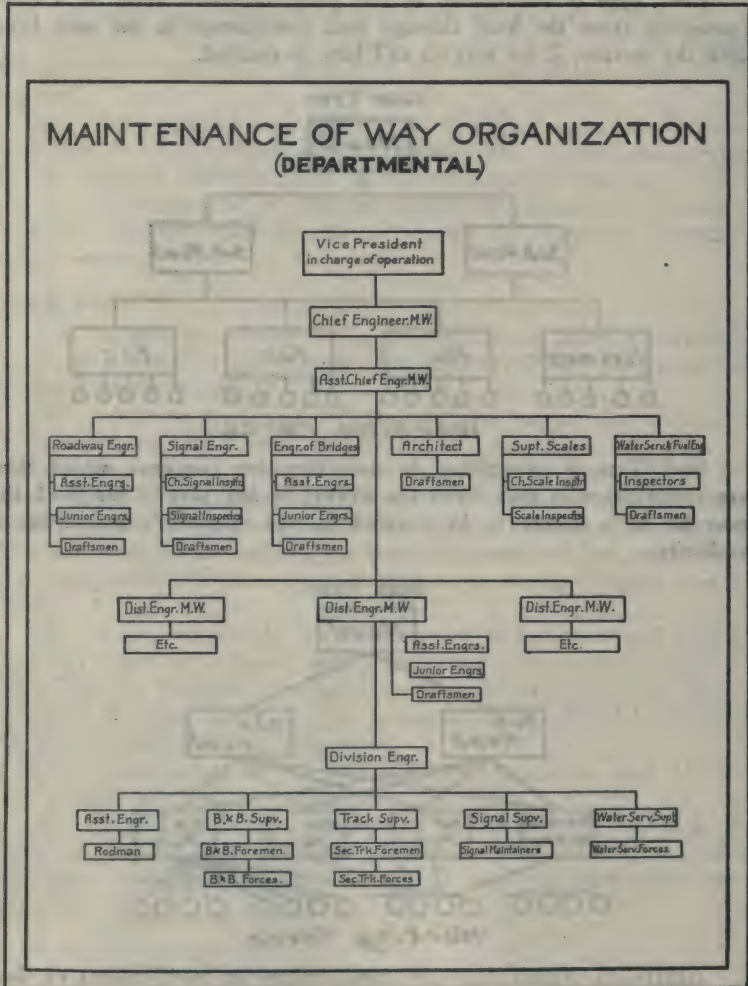 MAINTENANCE OF WAY ORGANIZATION
(DEPARTMENTAL)
Vice President
in charge of operation
Chief Engineer.M.W.
Asst.Chief Engr.M.W.
Roadway Engr.
Asst.Engrs.
Junior Engrs.
Draftsmen
Signal Engr.
Ch.Signal Insptr.
Signal Inspectrs
Draftsmen
Engr.of Bridges
Asst.Engrs.
Junior Engrs.
Draftsmen
Architect
Draftsmen
Supt. Scales
Ch.Scale Insptr.
Scale Inspectrs
Water Serv.& Fuel Eng.
Inspectors
Draftsmen
Dist.Engr.M.W.
Etc.
Dist.Engr.M.W
Asst.Engrs.
Junior Engrs
Draftsmen
Dist.Engr.M.W.
Etc.
Division Engr.
Asst.Engr.
Rodman
B.&B.Supv.
B&B.Foremen.
B.&B. Forces.
Track Supv.
Sec.Trk.Foremen
Sec.Trk.Forces
Signal Supv.
Signal Maintainers
Water Serv.Supt
Water Serv.Forces